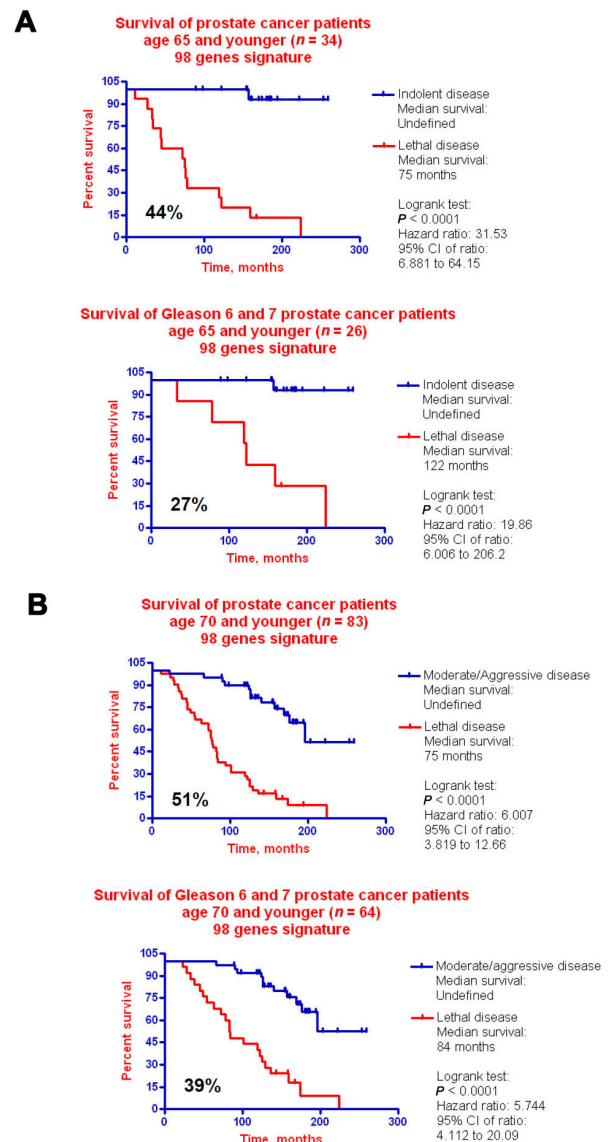 A
Survival of prostate cancer patients
age 65 and younger (n = 34)
98 genes signature
105
90
75
60
45
30
15
0
Percent survival
44%
0 100 200 300
Time, months
Indolent disease
Median survival:
Undefined
Lethal disease
Median survival:
75 months
Logrank test:
P < 0.0001
Hazard ratio: 31.53
95% CI of ratio:
6.881 to 64.15
Survival of Gleason 6 and 7 prostate cancer patients
age 65 and younger (n = 26)
98 genes signature
105
90
75
60
45
30
15
0
Percent survival
27%
0 100 200 300
Time, months
Indolent disease
Median survival:
Undefined
Lethal disease
Median survival:
122 months
Logrank test:
P < 0.0001
Hazard ratio: 19.86
95% CI of ratio:
6.006 to 206.2
B
Survival of prostate cancer patients
age 70 and younger (n = 83)
98 genes signature
105
90
75
60
45
30
15
0
Percent survival
51%
0 100 200 300
Time, months
Moderate/Aggressive disease
Median survival:
Undefined
Lethal disease
Median survival:
75 months
Logrank test:
P < 0.0001
Hazard ratio: 6.007
95% CI of ratio:
3.819 to 12.66
Survival of Gleason 6 and 7 prostate cancer patients
age 70 and younger (n = 64)
98 genes signature
105
90
75
60
45
30
15
0
Percent survival
39%
0 100 200 300
Time, months
Moderate/aggressive disease
Median survival:
Undefined
Lethal disease
Median survival:
84 months
Logrank test:
P < 0.0001
Hazard ratio: 5.744
95% CI of ratio:
4.112 to 20.09